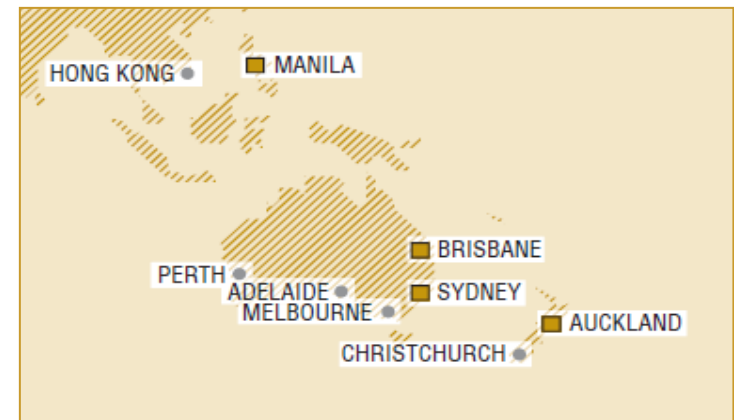 MANILA
HONG KONG
BRISBANE
PERTH
ADELAIDE
SYDNEY
MELBOURNE
AUCKLAND
CHRISTCHURCH